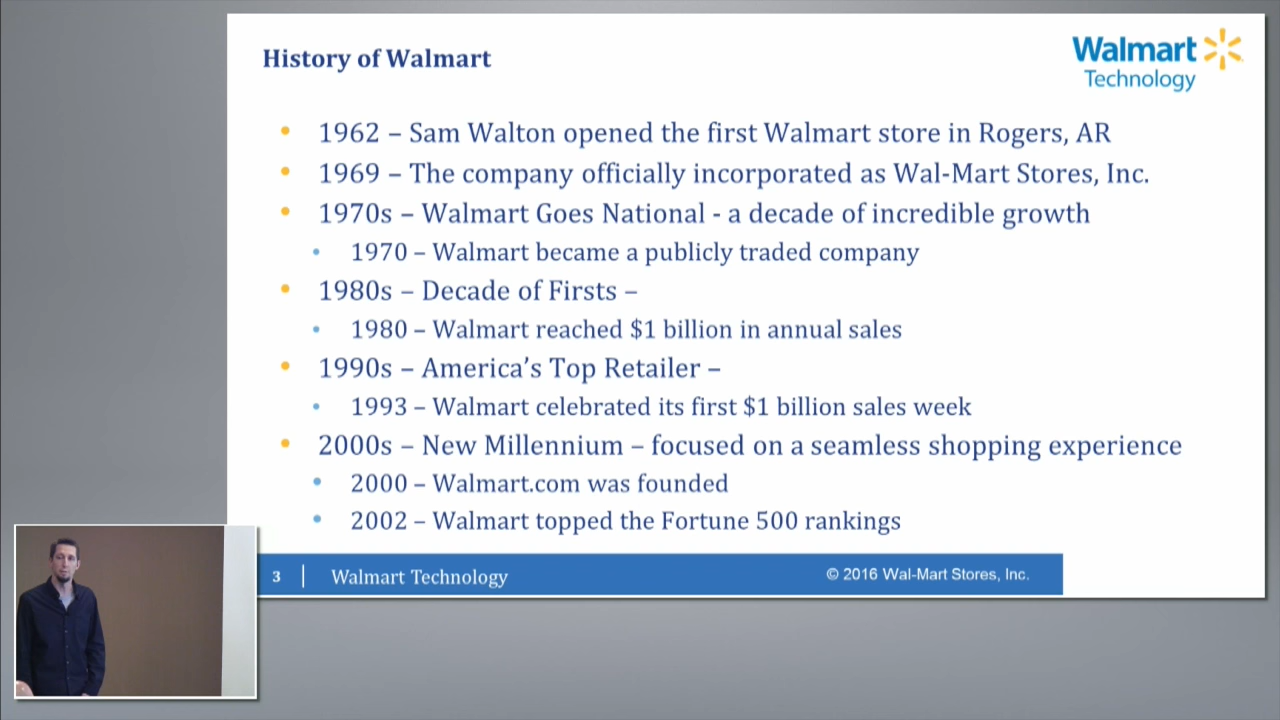 History of Walmart
Walmart
Technology
• 1962 – Sam Walton opened the first Walmart store in Rogers, AR
• 1969 – The company officially incorporated as Wal-Mart Stores, Inc.
• 1970s – Walmart Goes National - a decade of incredible growth
• 1970 – Walmart became a publicly traded company
• 1980s – Decade of Firsts –
• 1980 – Walmart reached $1 billion in annual sales
• 1990s – America’s Top Retailer –
• 1993 – Walmart celebrated its first $1 billion sales week
• 2000s – New Millennium – focused on a seamless shopping experience
• 2000 – Walmart.com was founded
• 2002 – Walmart topped the Fortune 500 rankings
3 | Walmart Technology © 2016 Wal-Mart Stores, Inc.